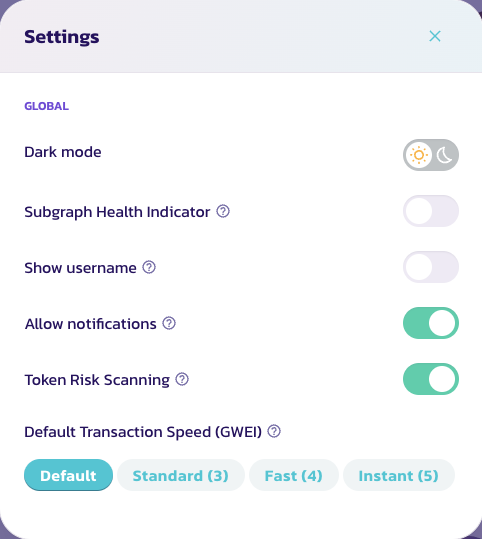 Settings
GLOBAL
Dark mode
Subgraph Health Indicator
Show username
Allow notifications
Token Risk Scanning
Default Transaction Speed (GWEI)
Default Standard (3) Fast (4) Instant (5)